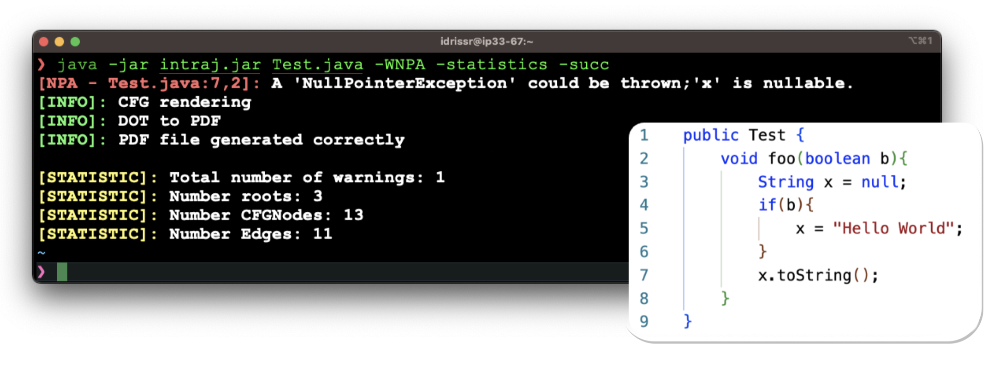 idrissr@ip33-67:~ ⌥⌘1
❯ java -jar intraj.jar Test.java -WNPA -statistics -succ
[NPA - Test.java:7,2]: A 'NullPointerException' could be thrown;'x' is nullable.
[INFO]: CFG rendering
[INFO]: DOT to PDF
[INFO]: PDF file generated correctly
[STATISTIC]: Total number of warnings: 1
[STATISTIC]: Number roots: 3
[STATISTIC]: Number CFGNodes: 13
[STATISTIC]: Number Edges: 11
~
❯
1 public Test {
2 void foo(boolean b){
3 String x = null;
4 if(b){
5 x = "Hello World";
6 }
7 x.toString();
8 }
9 }